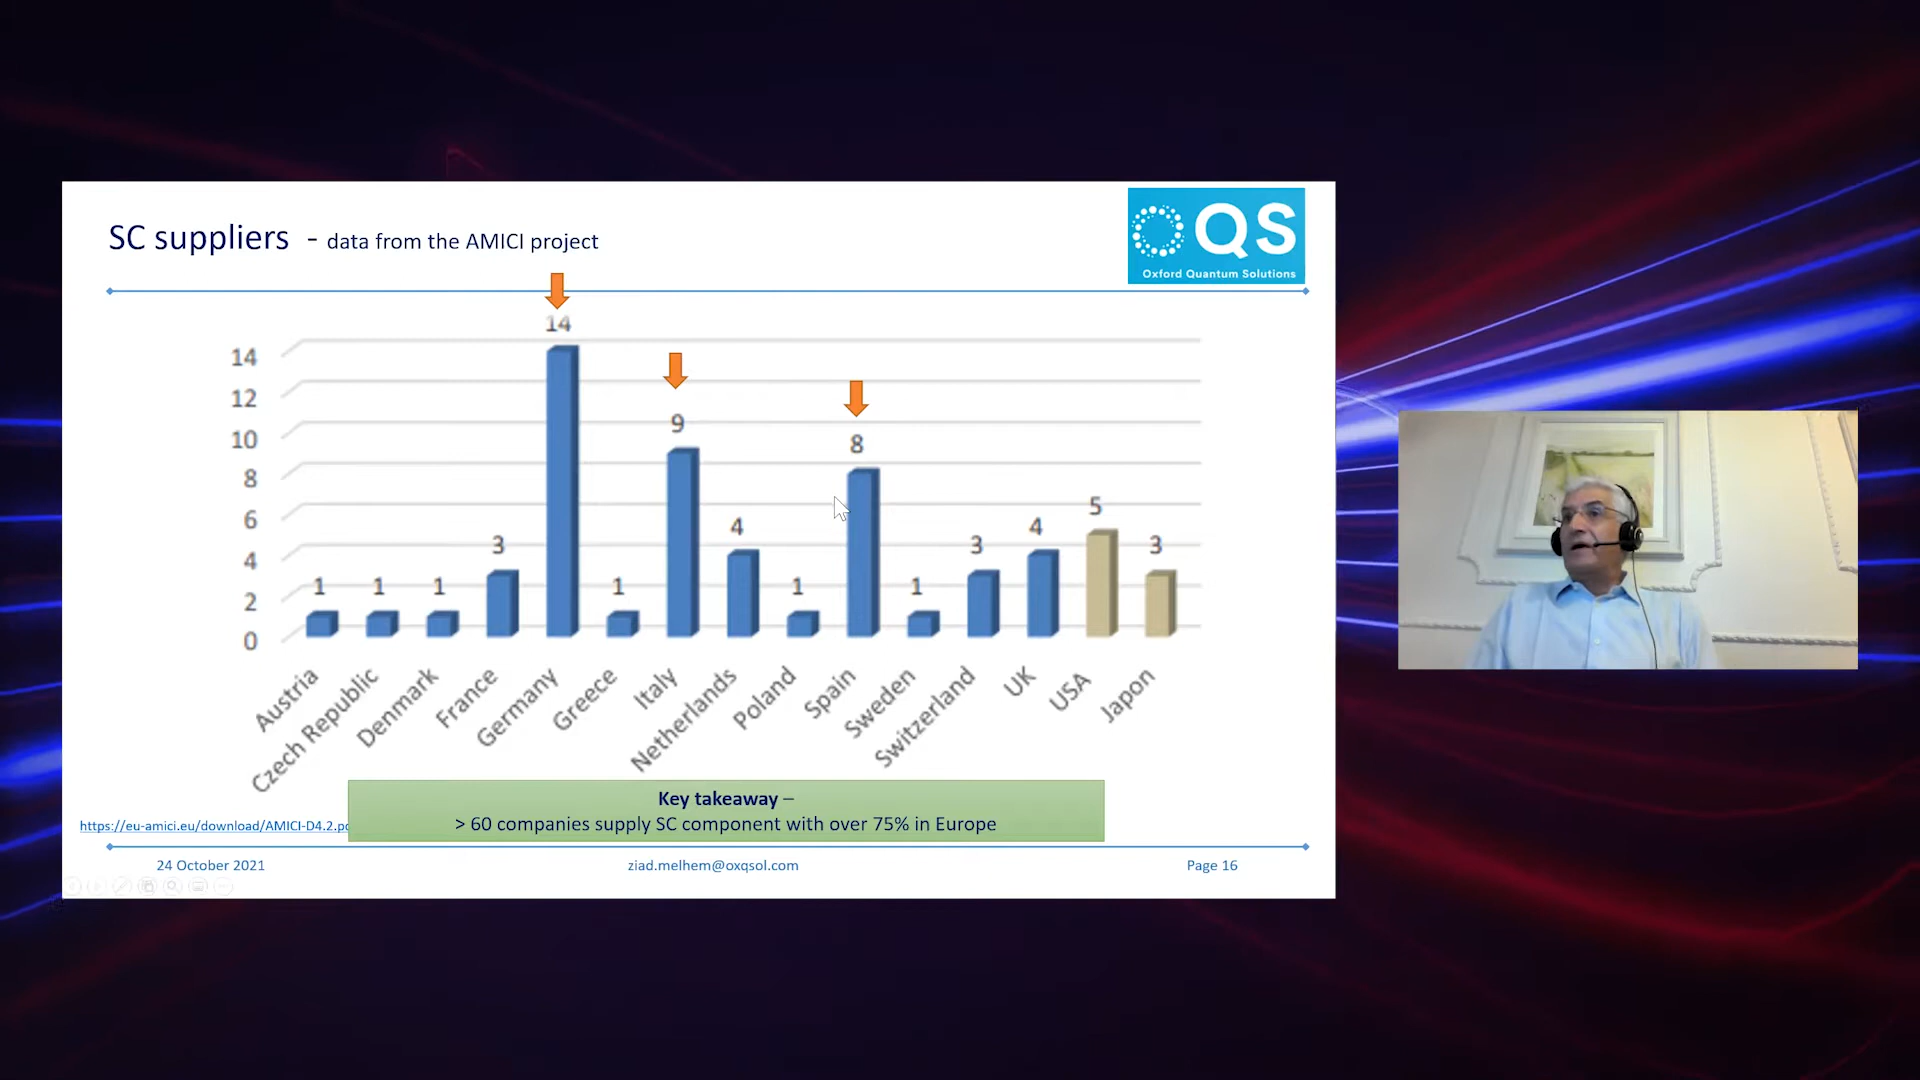 SC suppliers - data from the AMICI project
QS
Oxford Quantum Solutions
14
14
12
10
8
6
4
2
0
1
1
1
3
1
9
4
1
8
1
3
4
5
3
Austria
Czech Republic
Denmark
France
Germany
Greece
Italy
Netherlands
Poland
Spain
Sweden
Switzerland
UK
USA
Japon
Key takeaway –
> 60 companies supply SC component with over 75% in Europe
https://eu-amici.eu/download/AMICI-D4.2.p
24 October 2021
ziad.melhem@oxqsol.com
Page 16